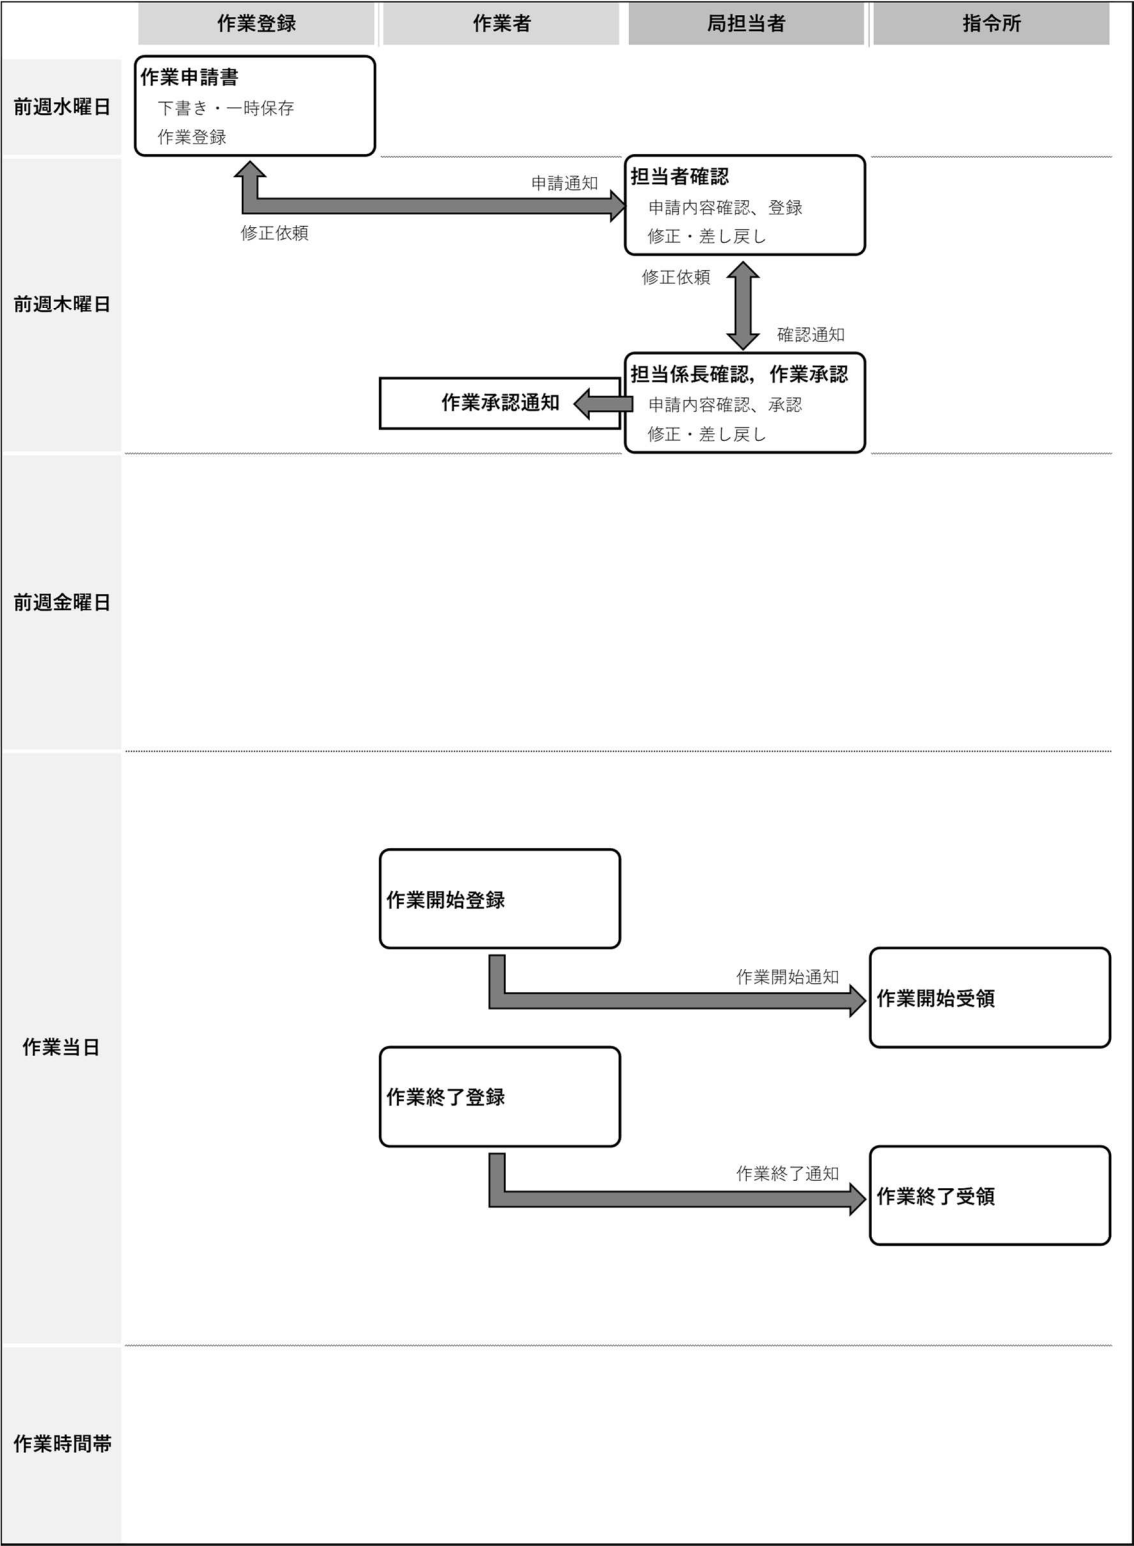 作業登録
作業者
局担当者
指令所
前週水曜日
作業申請書
下書き・一時保存
作業登録
前週木曜日
申請通知
修正依頼
担当者確認
申請内容確認、登録
修正・差し戻し
修正依頼
確認通知
作業承認通知
担当係長確認，作業承認
申請内容確認、承認
修正・差し戻し
前週金曜日
作業当日
作業開始登録
作業開始通知
作業開始受領
作業終了登録
作業終了通知
作業終了受領
作業時間帯